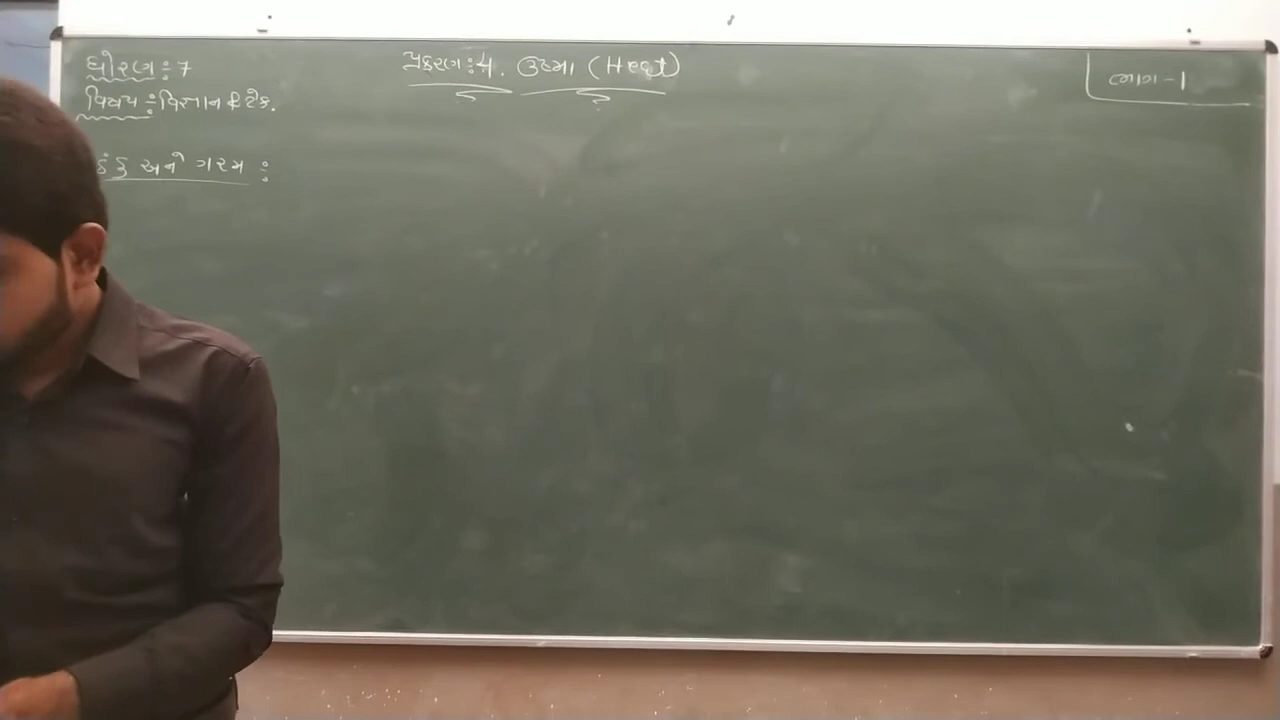 ધોરણ : 7
પ્રકરણ : 4. ઉષ્મા (Heat)
ભાગ - 1
વિષય : વિજ્ઞાન & ટેક.
ઠંડુ અને ગરમ :